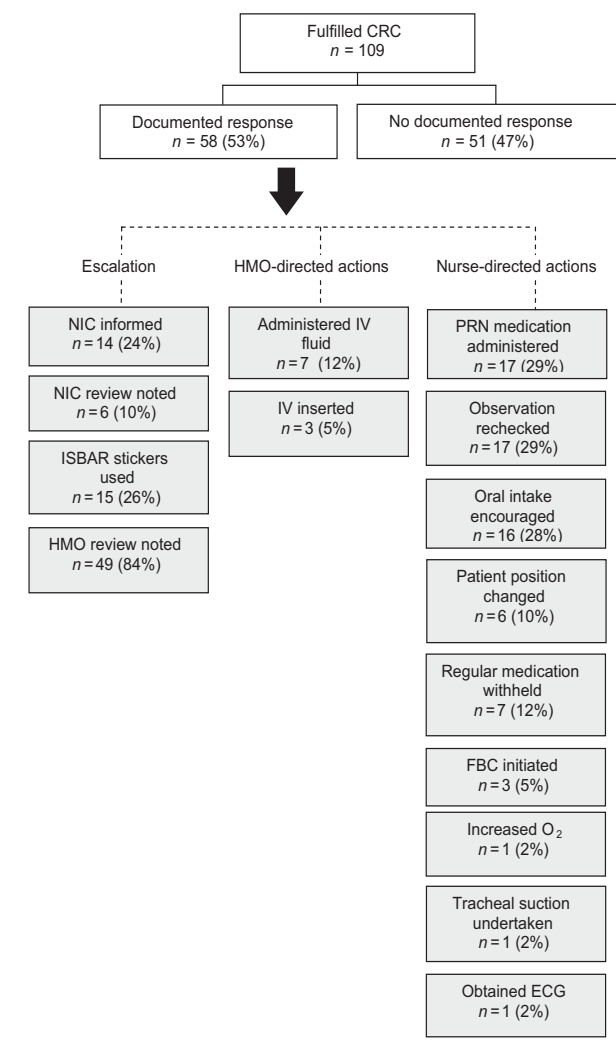 Fulfilled CRC
n = 109
Documented response
n = 58 (53%)
No documented response
n = 51 (47%)
Escalation
HMO-directed actions
Nurse-directed actions
NIC informed
n = 14 (24%)
NIC review noted
n = 6 (10%)
ISBAR stickers
used
n = 15 (26%)
HMO review noted
n = 49 (84%)
Administered IV
fluid
n = 7 (12%)
IV inserted
n = 3 (5%)
PRN medication
administered
n = 17 (29%)
Observation
rechecked
n = 17 (29%)
Oral intake
encouraged
n = 16 (28%)
Patient position
changed
n = 6 (10%)
Regular medication
withheld
n = 7 (12%)
FBC initiated
n = 3 (5%)
Increased O₂
n = 1 (2%)
Tracheal suction
undertaken
n = 1 (2%)
Obtained ECG
n = 1 (2%)